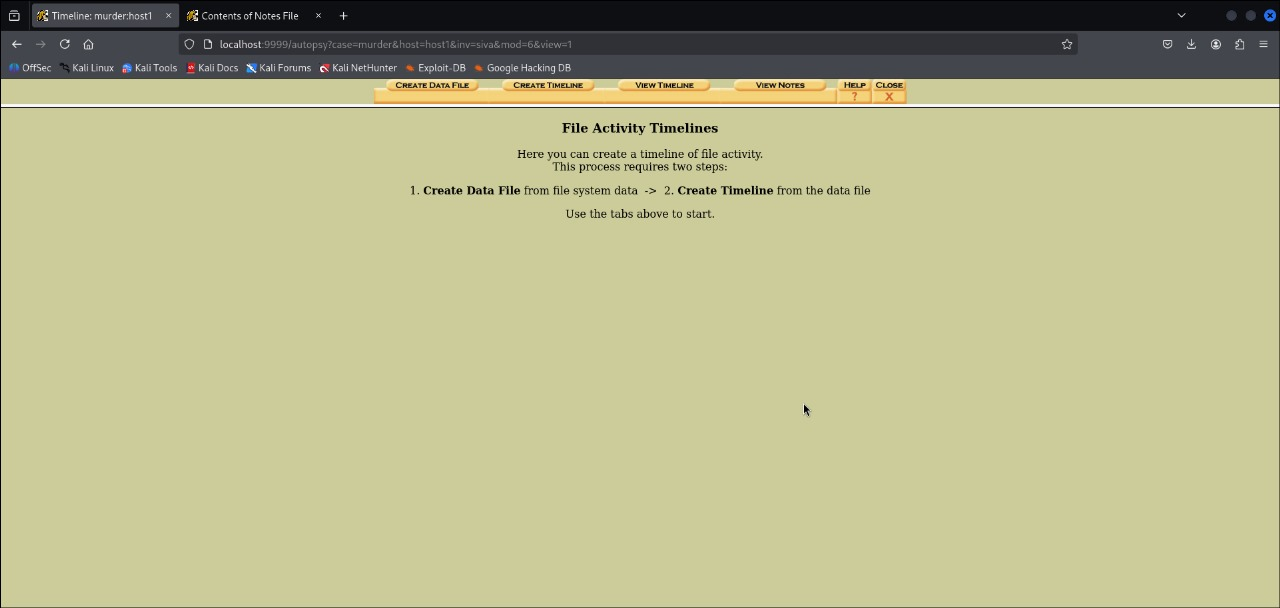 Timeline: murder:host1
Contents of Notes File
localhost:9999/autopsy?case=murder&host=host1&inv=siva&mod=6&view=1
OffSec Kali Linux Kali Tools Kali Docs Kali Forums Kali NetHunter Exploit-DB Google Hacking DB
CREATE DATA FILE CREATE TIMELINE VIEW TIMELINE VIEW NOTES HELP CLOSE
? X
File Activity Timelines
Here you can create a timeline of file activity.
This process requires two steps:
1. Create Data File from file system data -> 2. Create Timeline from the data file
Use the tabs above to start.